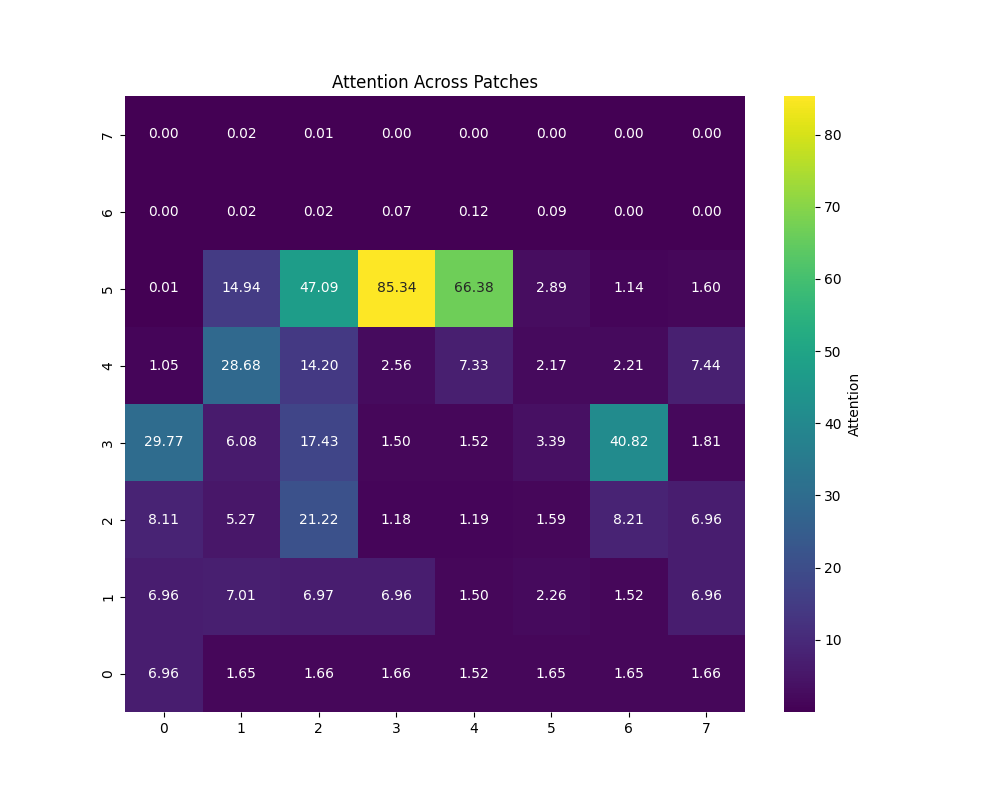 Attention Across Patches
7 0.00 0.02 0.01 0.00 0.00 0.00 0.00 0.00
6 0.00 0.02 0.02 0.07 0.12 0.09 0.00 0.00
5 0.01 14.94 47.09 85.34 66.38 2.89 1.14 1.60
4 1.05 28.68 14.20 2.56 7.33 2.17 2.21 7.44
3 29.77 6.08 17.43 1.50 1.52 3.39 40.82 1.81
2 8.11 5.27 21.22 1.18 1.19 1.59 8.21 6.96
1 6.96 7.01 6.97 6.96 1.50 2.26 1.52 6.96
0 6.96 1.65 1.66 1.66 1.52 1.65 1.65 1.66
0 1 2 3 4 5 6 7
80
70
60
50
40
30
20
10
Attention